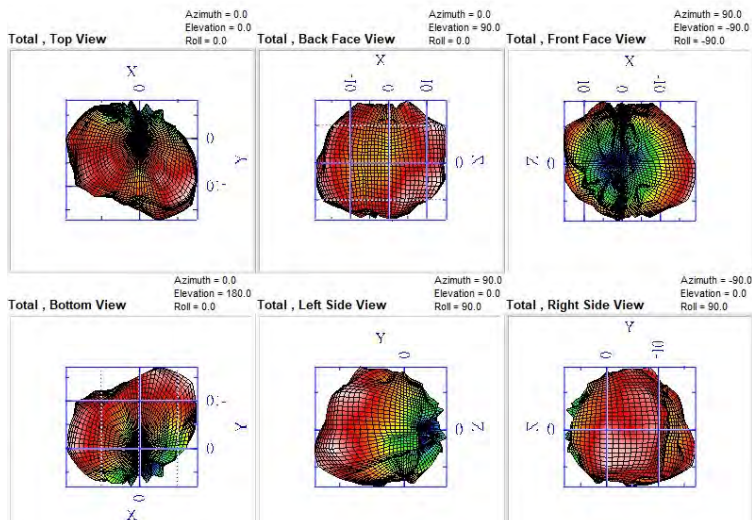 Azimuth = 0.0
Elevation = 0.0
Roll = 0.0
Total , Top View
X
0
0
Y
Azimuth = 0.0
Elevation = 90.0
Roll = 0.0
Total , Back Face View
X
-10
0
10
0
Z
Azimuth = 90.0
Elevation = -90.0
Roll = -90.0
Total , Front Face View
X
10
0
-10
Z
0
Azimuth = 0.0
Elevation = 180.0
Roll = 0.0
Total , Bottom View
0
Y
0
X
Azimuth = 90.0
Elevation = 0.0
Roll = 90.0
Total , Left Side View
Y
0
0
Z
Azimuth = -90.0
Elevation = 0.0
Roll = 90.0
Total , Right Side View
Y
0
-10
Z
0